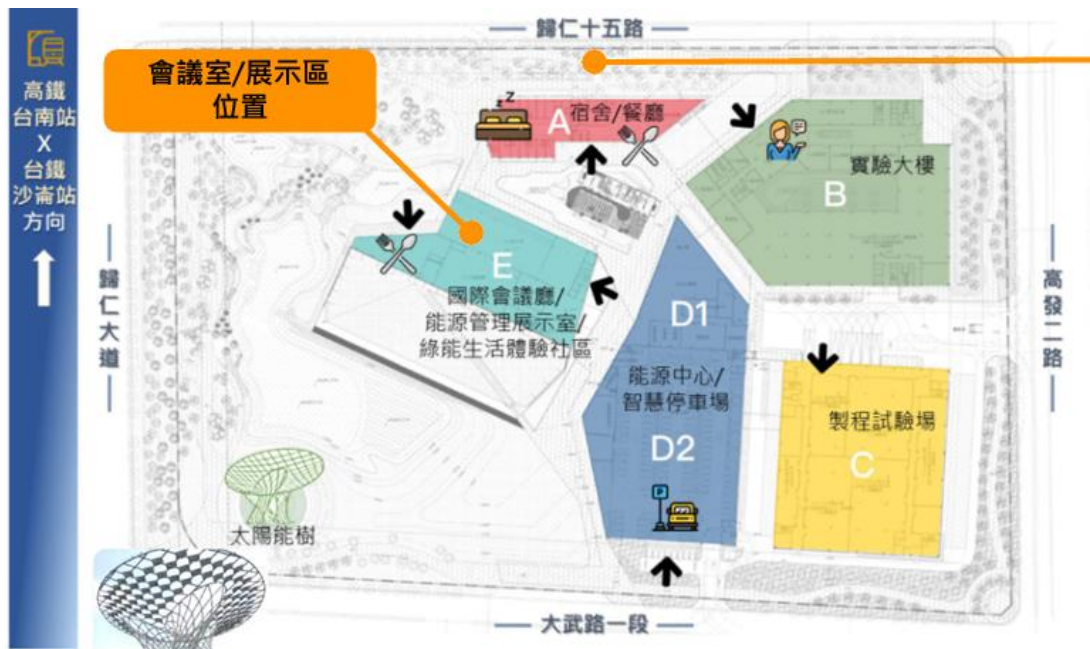 高鐵
台南站
X
台鐵
沙崙站
方向
歸仁十五路
會議室/展示區
位置
A
宿舍/餐廳
z
Z
B
實驗大樓
歸仁大道
高發二路
E
國際會議廳/
能源管理展示室/
綠能生活體驗社區
D1
能源中心/
智慧停車場
D2
P
製程試驗場
C
太陽能樹
大武路一段